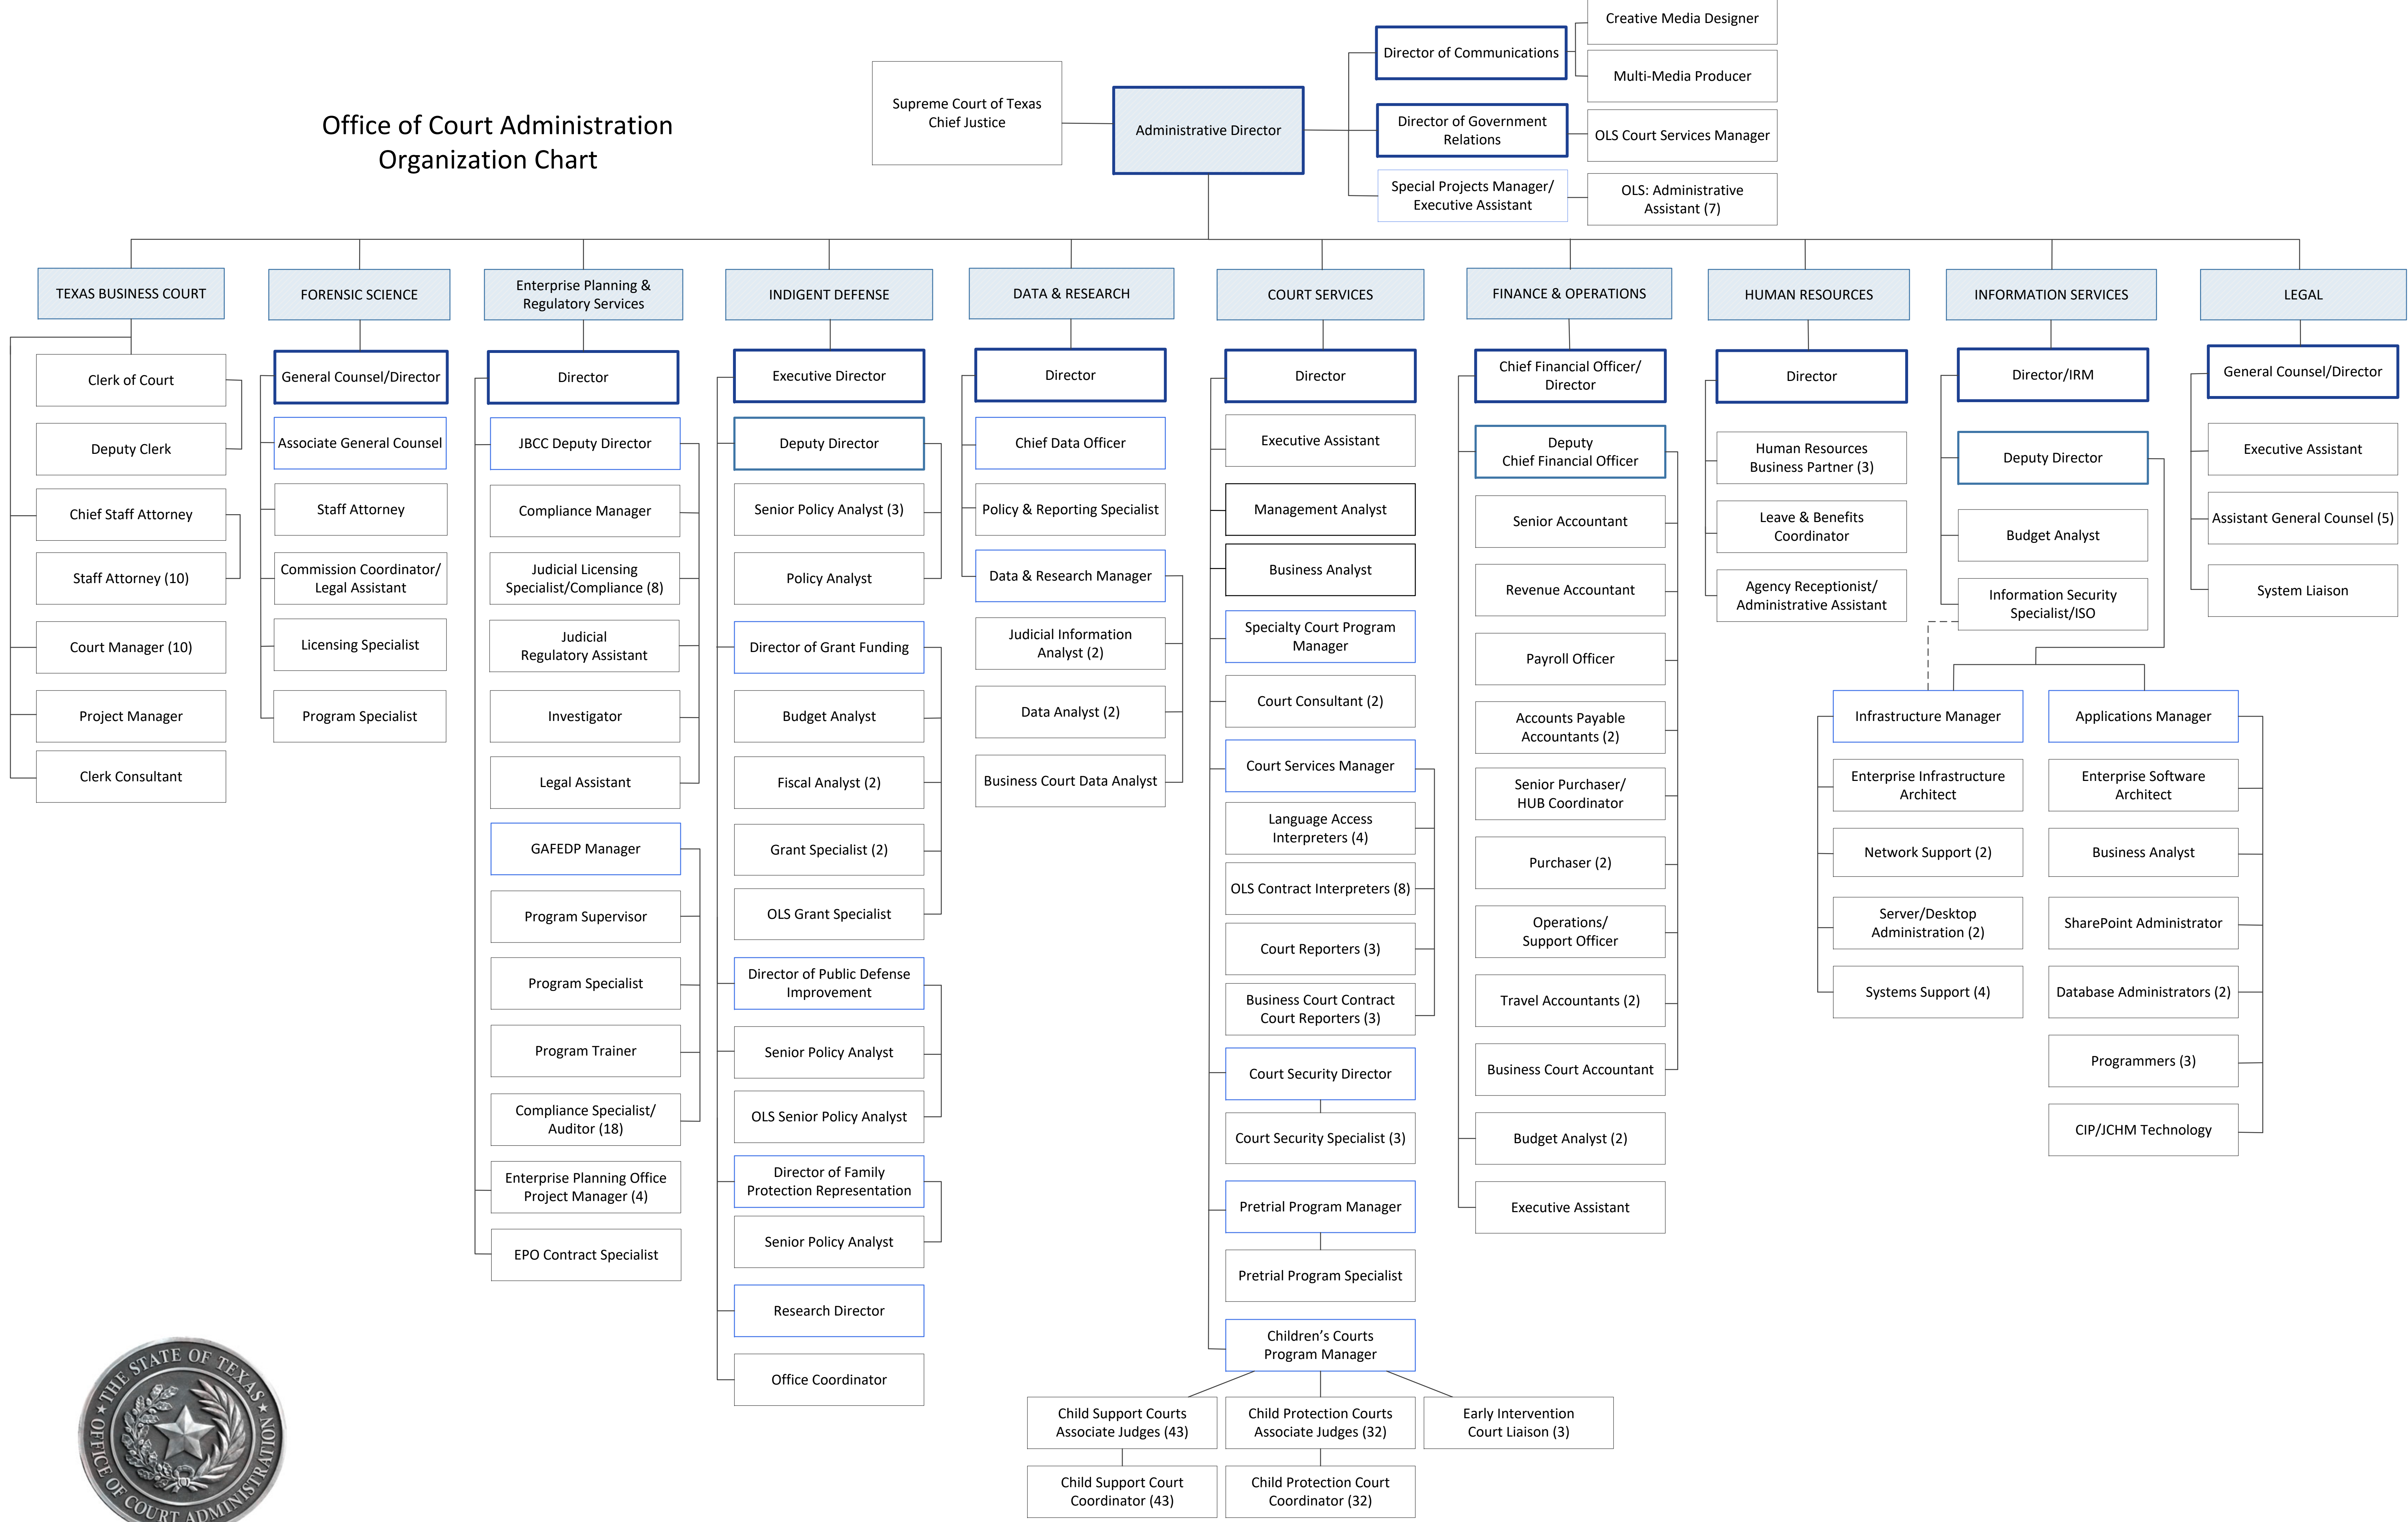 Office of Court Administration
Organization Chart
Supreme Court of Texas
Chief Justice
Administrative Director
Director of Communications
Creative Media Designer
Multi-Media Producer
Director of Government
Relations
OLS Court Services Manager
Special Projects Manager/
Executive Assistant
OLS: Administrative
Assistant (7)
TEXAS BUSINESS COURT
Clerk of Court
Deputy Clerk
Chief Staff Attorney
Staff Attorney (10)
Court Manager (10)
Project Manager
Clerk Consultant
FORENSIC SCIENCE
General Counsel/Director
Associate General Counsel
Staff Attorney
Commission Coordinator/
Legal Assistant
Licensing Specialist
Program Specialist
Enterprise Planning &
Regulatory Services
Director
JBCC Deputy Director
Compliance Manager
Judicial Licensing
Specialist/Compliance (8)
Judicial
Regulatory Assistant
Investigator
Legal Assistant
GAFEDP Manager
Program Supervisor
Program Specialist
Program Trainer
Compliance Specialist/
Auditor (18)
Enterprise Planning Office
Project Manager (4)
EPO Contract Specialist
INDIGENT DEFENSE
Executive Director
Deputy Director
Senior Policy Analyst (3)
Policy Analyst
Director of Grant Funding
Budget Analyst
Fiscal Analyst (2)
Grant Specialist (2)
OLS Grant Specialist
Director of Public Defense
Improvement
Senior Policy Analyst
OLS Senior Policy Analyst
Director of Family
Protection Representation
Senior Policy Analyst
Research Director
Office Coordinator
DATA & RESEARCH
Director
Chief Data Officer
Policy & Reporting Specialist
Data & Research Manager
Judicial Information
Analyst (2)
Data Analyst (2)
Business Court Data Analyst
COURT SERVICES
Director
Executive Assistant
Management Analyst
Business Analyst
Specialty Court Program
Manager
Court Consultant (2)
Court Services Manager
Language Access
Interpreters (4)
OLS Contract Interpreters (8)
Court Reporters (3)
Business Court Contract
Court Reporters (3)
Court Security Director
Court Security Specialist (3)
Pretrial Program Manager
Pretrial Program Specialist
Children’s Courts
Program Manager
Child Support Courts
Associate Judges (43)
Child Support Court
Coordinator (43)
Child Protection Courts
Associate Judges (32)
Child Protection Court
Coordinator (32)
Early Intervention
Court Liaison (3)
FINANCE & OPERATIONS
Chief Financial Officer/
Director
Deputy
Chief Financial Officer
Senior Accountant
Revenue Accountant
Payroll Officer
Accounts Payable
Accountants (2)
Senior Purchaser/
HUB Coordinator
Purchaser (2)
Operations/
Support Officer
Travel Accountants (2)
Business Court Accountant
Budget Analyst (2)
Executive Assistant
HUMAN RESOURCES
Director
Human Resources
Business Partner (3)
Leave & Benefits
Coordinator
Agency Receptionist/
Administrative Assistant
INFORMATION SERVICES
Director/IRM
Deputy Director
Budget Analyst
Information Security
Specialist/ISO
Infrastructure Manager
Enterprise Infrastructure
Architect
Network Support (2)
Server/Desktop
Administration (2)
Systems Support (4)
Applications Manager
Enterprise Software
Architect
Business Analyst
SharePoint Administrator
Database Administrators (2)
Programmers (3)
CIP/JCHM Technology
LEGAL
General Counsel/Director
Executive Assistant
Assistant General Counsel (5)
System Liaison
THE STATE OF TEXAS
OFFICE OF COURT ADMINISTRATION